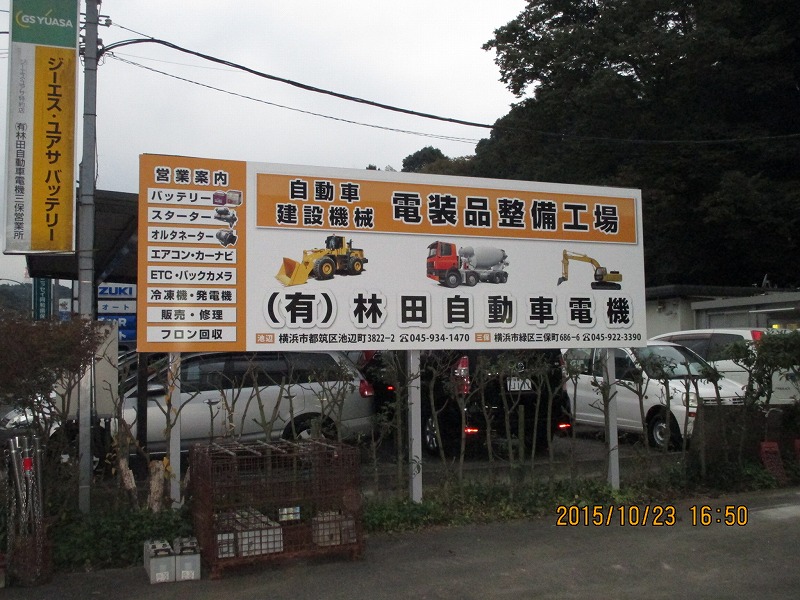 GS YUASA
ジーエス・ユアサ バッテリー
㈲林田自動車電機三保営業所
営業案内
バッテリー
スターター
オルタネーター
エアコン・カーナビ
ETC・バックカメラ
冷凍機・発電機
販売・修理
フロン回収
自動車
建設機械
電装品整備工場
(有)林田自動車電機
池辺 横浜市都筑区池辺町3822-2 ☎045-934-1470 三保 横浜市緑区三保町686-6 ☎045-922-3390
ZUKI
オート
2015/10/23 16:50